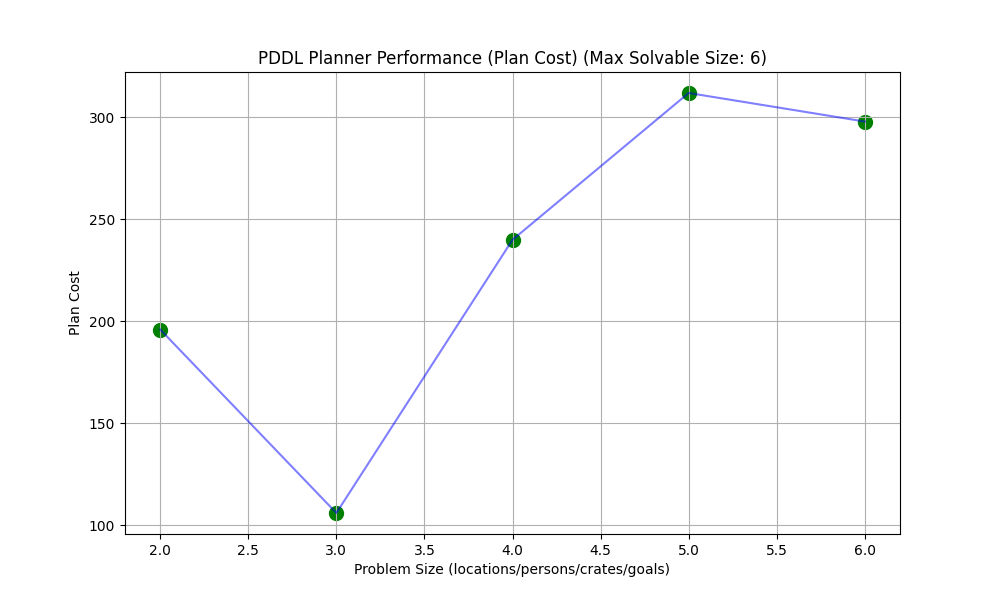 PDDL Planner Performance (Plan Cost) (Max Solvable Size: 6)
Plan Cost
300
250
200
150
100
2.0 2.5 3.0 3.5 4.0 4.5 5.0 5.5 6.0
Problem Size (locations/persons/crates/goals)